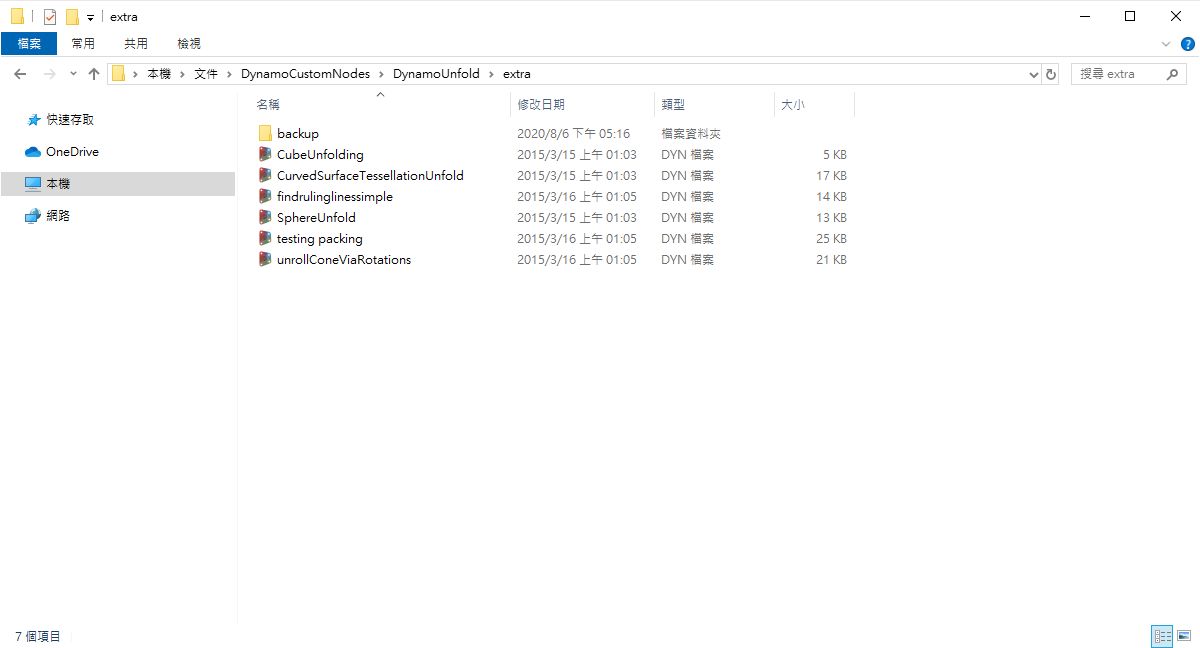 extra
檔案 常用 共用 檢視
本機 › 文件 › DynamoCustomNodes › DynamoUnfold › extra 搜尋 extra
快速存取
OneDrive
本機
網路
名稱 修改日期 類型 大小
backup 2020/8/6 下午 05:16 檔案資料夾
CubeUnfolding 2015/3/15 上午 01:03 DYN 檔案 5 KB
CurvedSurfaceTessellationUnfold 2015/3/15 上午 01:03 DYN 檔案 17 KB
findrulinglinessimple 2015/3/16 上午 01:05 DYN 檔案 14 KB
SphereUnfold 2015/3/15 上午 01:03 DYN 檔案 13 KB
testing packing 2015/3/16 上午 01:05 DYN 檔案 25 KB
unrollConeViaRotations 2015/3/16 上午 01:05 DYN 檔案 21 KB
7 個項目